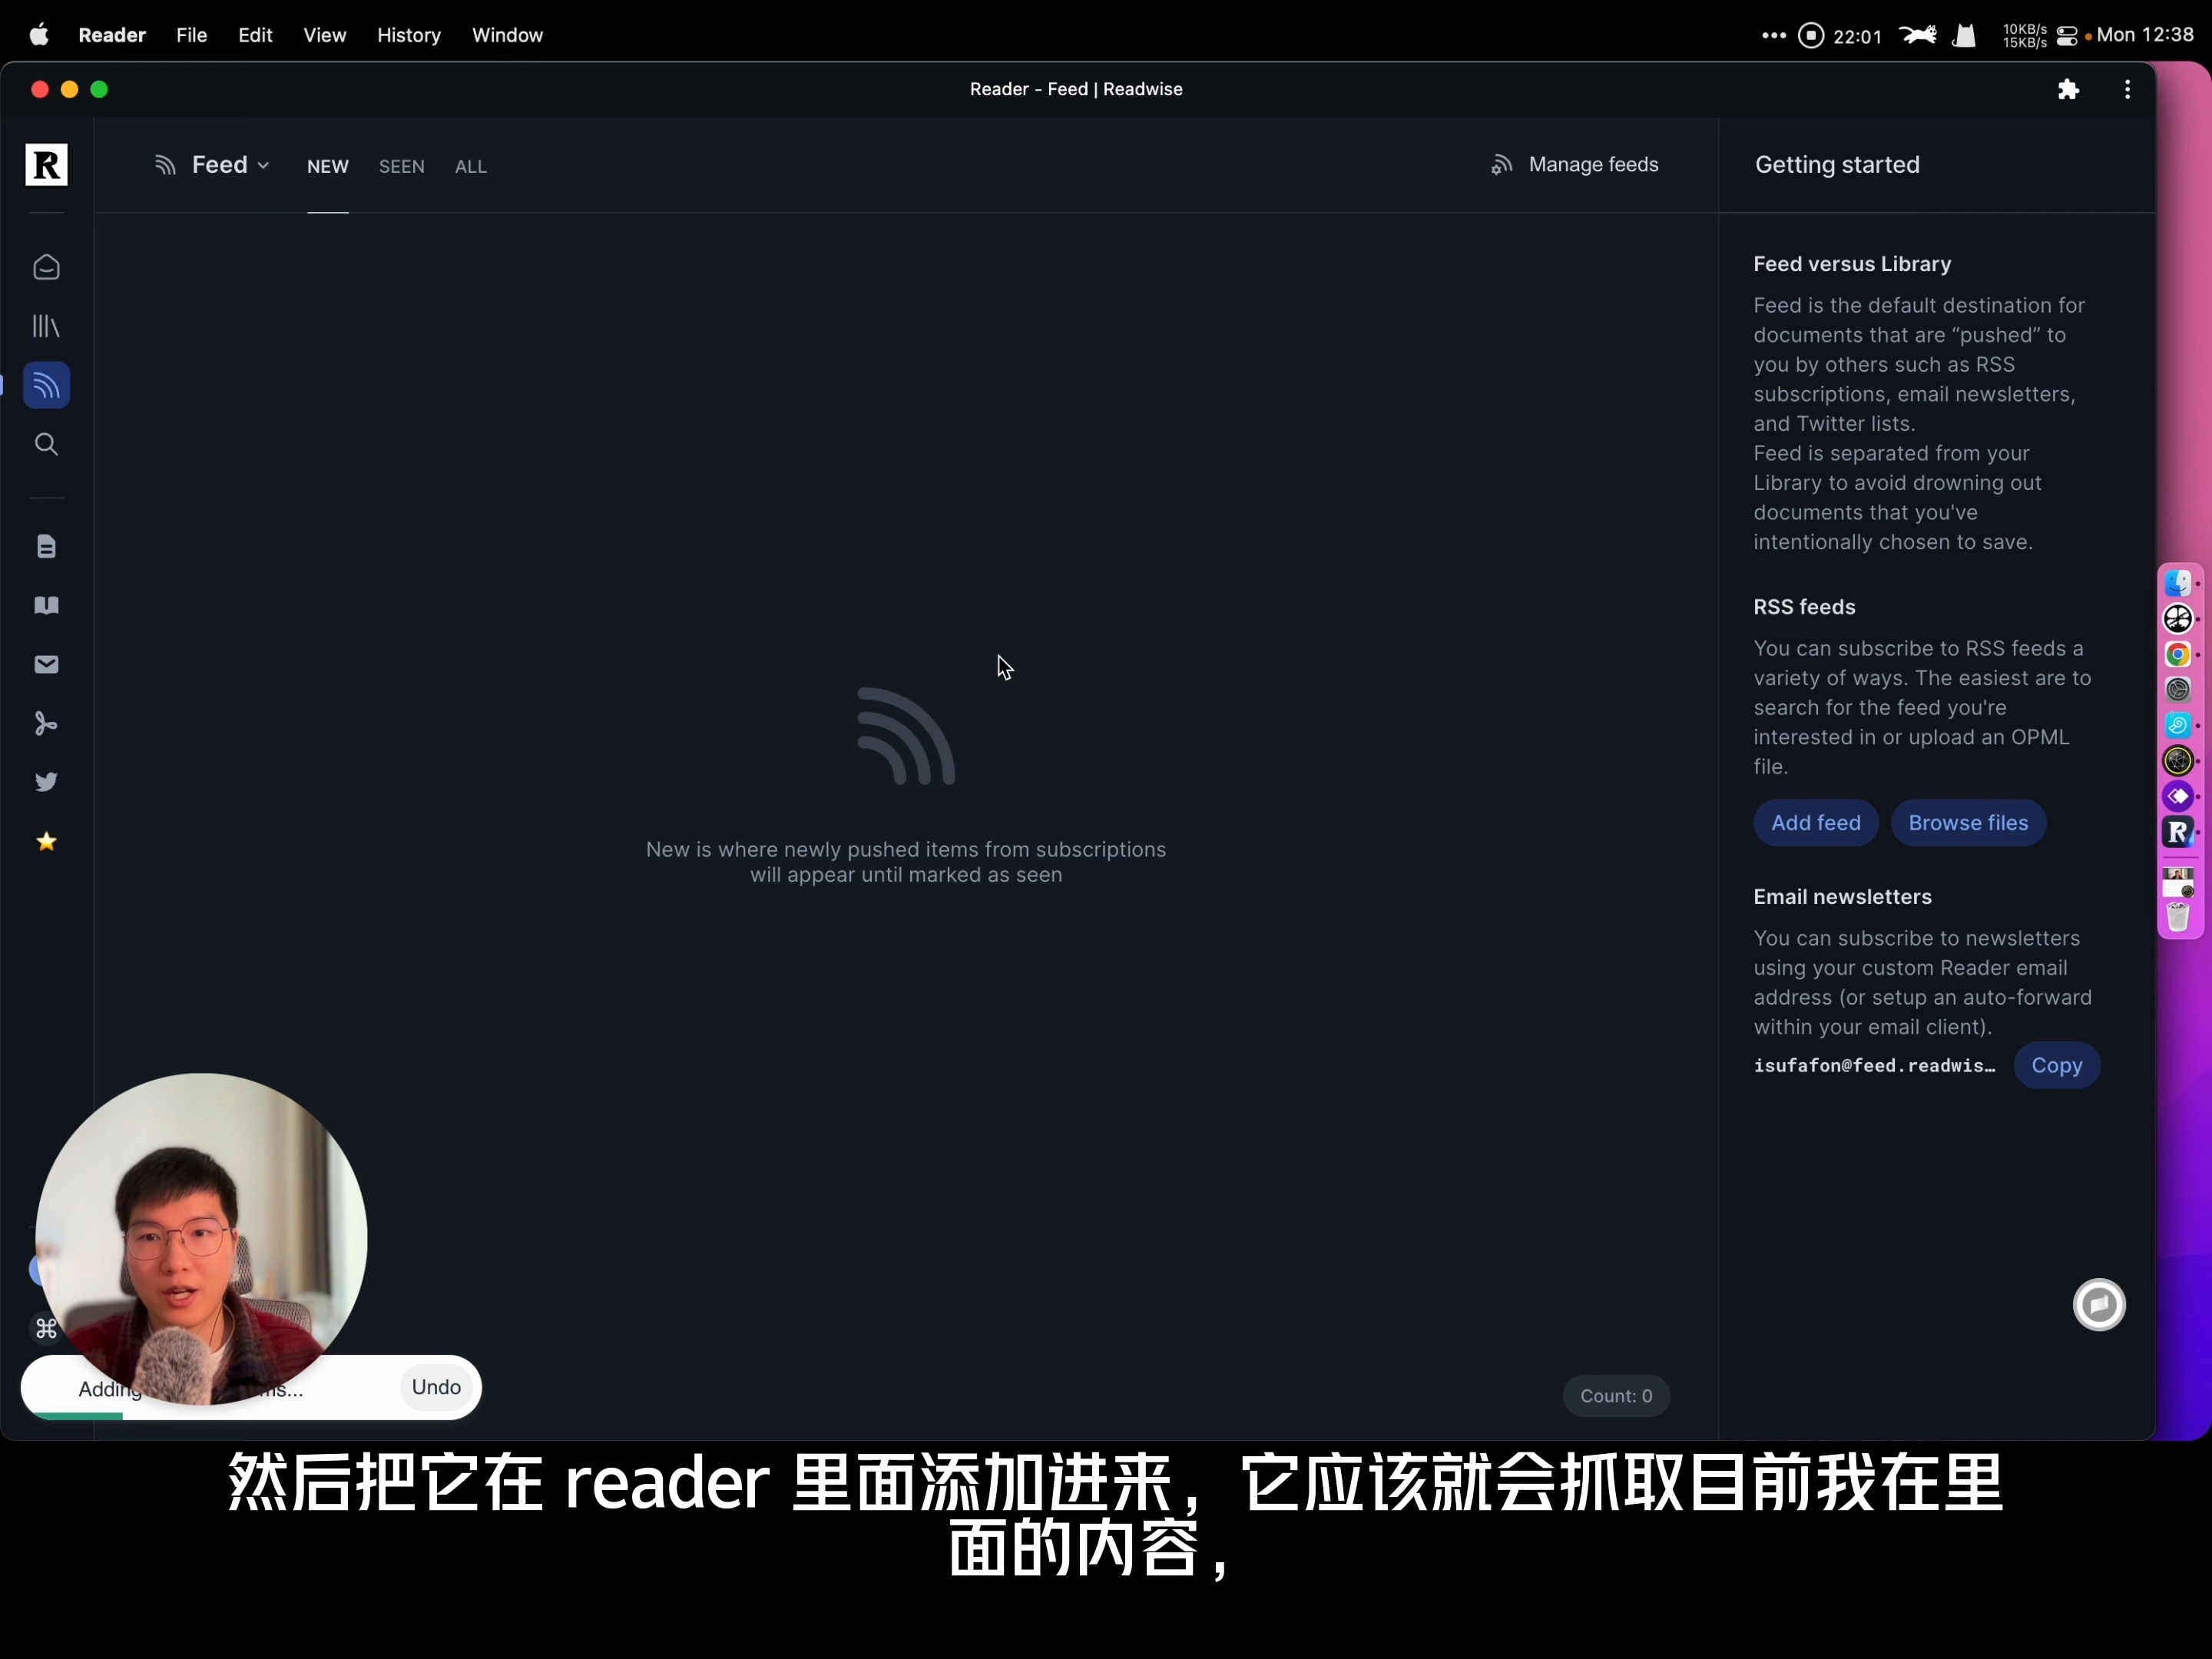 Reader File Edit View History Window
22:01 10KB/s 15KB/s Mon 12:38
Reader - Feed | Readwise
R
Feed NEW SEEN ALL
Manage feeds
Getting started
Feed versus Library
Feed is the default destination for
documents that are “pushed” to
you by others such as RSS
subscriptions, email newsletters,
and Twitter lists.
Feed is separated from your
Library to avoid drowning out
documents that you've
intentionally chosen to save.
RSS feeds
You can subscribe to RSS feeds a
variety of ways. The easiest are to
search for the feed you're
interested in or upload an OPML
file.
Add feed Browse files
Email newsletters
You can subscribe to newsletters
using your custom Reader email
address (or setup an auto-forward
within your email client).
isufafon@feed.readwis... Copy
New is where newly pushed items from subscriptions
will appear until marked as seen
Undo
Count: 0
然后把它在 reader 里面添加进来，它应该就会抓取目前我在里
面的内容，